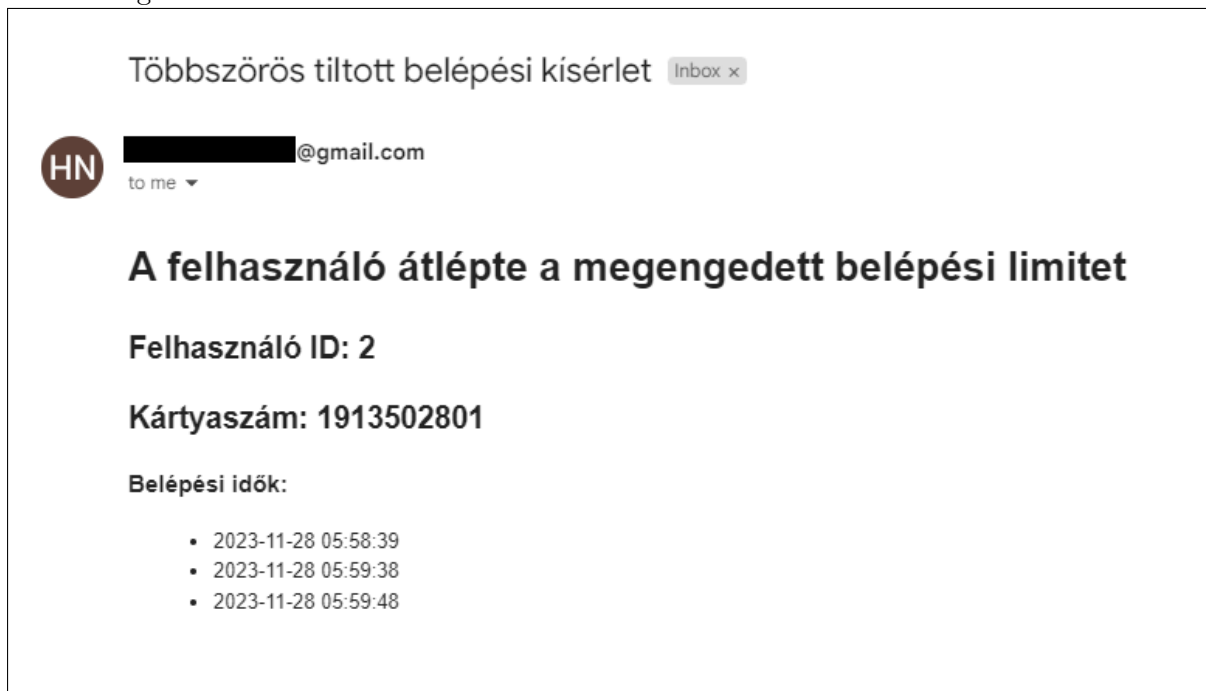 Többszörös tiltott belépési kísérlet Inbox ×
HN
@gmail.com
to me
A felhasználó átlépte a megengedett belépési limitet
Felhasználó ID: 2
Kártyaszám: 1913502801
Belépési idők:
• 2023-11-28 05:58:39
• 2023-11-28 05:59:38
• 2023-11-28 05:59:48